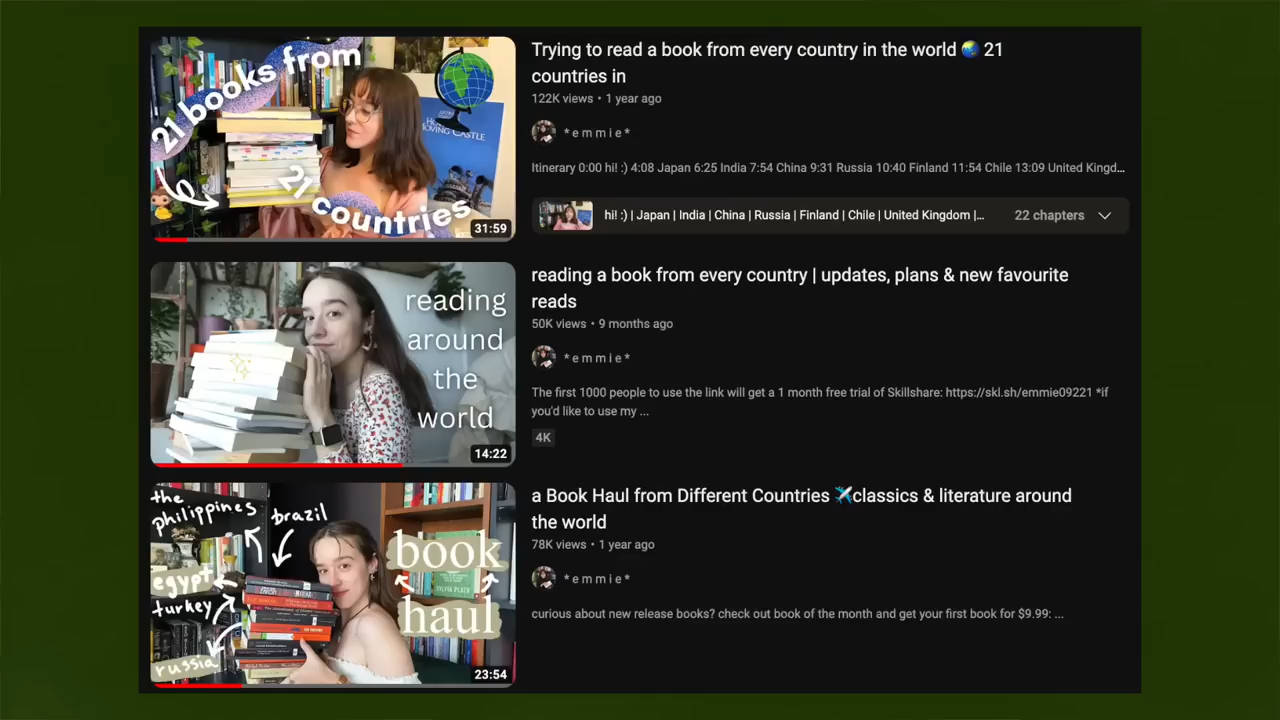 21 books from
21 countries
31:59
Trying to read a book from every country in the world 🌏 21
countries in
122K views • 1 year ago
* e m m i e *
Itinerary 0:00 hi! :) 4:08 Japan 6:25 India 7:54 China 9:31 Russia 10:40 Finland 11:54 Chile 13:09 United Kingd...
hi! :) | Japan | India | China | Russia | Finland | Chile | United Kingdom |...
22 chapters
reading
around
the
world
14:22
reading a book from every country | updates, plans & new favourite
reads
50K views • 9 months ago
* e m m i e *
The first 1000 people to use the link will get a 1 month free trial of Skillshare: https://skl.sh/emmie09221 *if
you'd like to use my ...
4K
the
philippines
brazil
egypt
turkey
russia
book
haul
SYLVIA PLATH
23:54
a Book Haul from Different Countries ✈️classics & literature around
the world
78K views • 1 year ago
* e m m i e *
curious about new release books? check out book of the month and get your first book for $9.99: ...